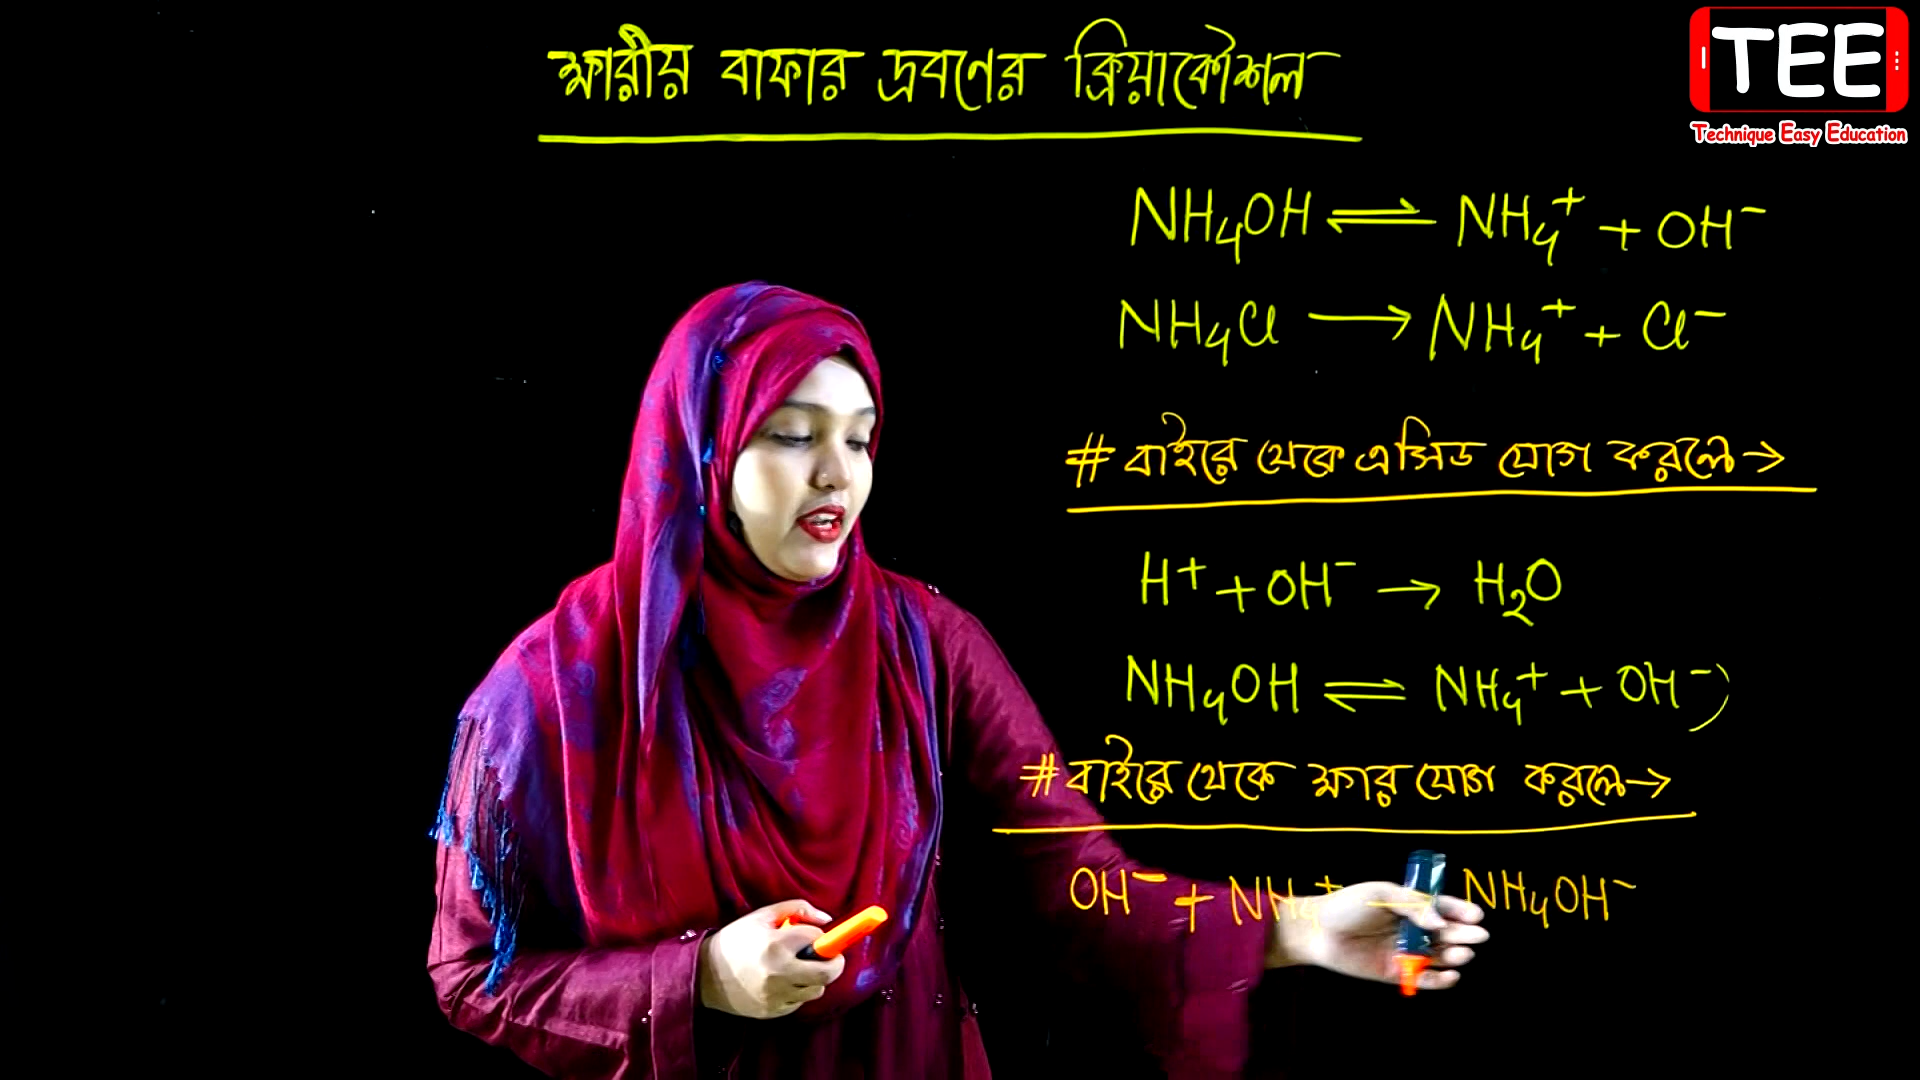 ক্ষারীয় বাফার দ্রবণের ক্রিয়াকৌশল
TEE
Technique Easy Education
NH₄OH ⇌ NH₄⁺ + OH⁻
NH₄Cl ⟶ NH₄⁺ + Cl⁻
# বাইরে থেকে এসিড যোগ করলে →
H⁺ + OH⁻ → H₂O
NH₄OH ⇌ NH₄⁺ + OH⁻)
# বাইরে থেকে ক্ষার যোগ করলে →
OH⁻ + NH₄⁺ → NH₄OH⁻